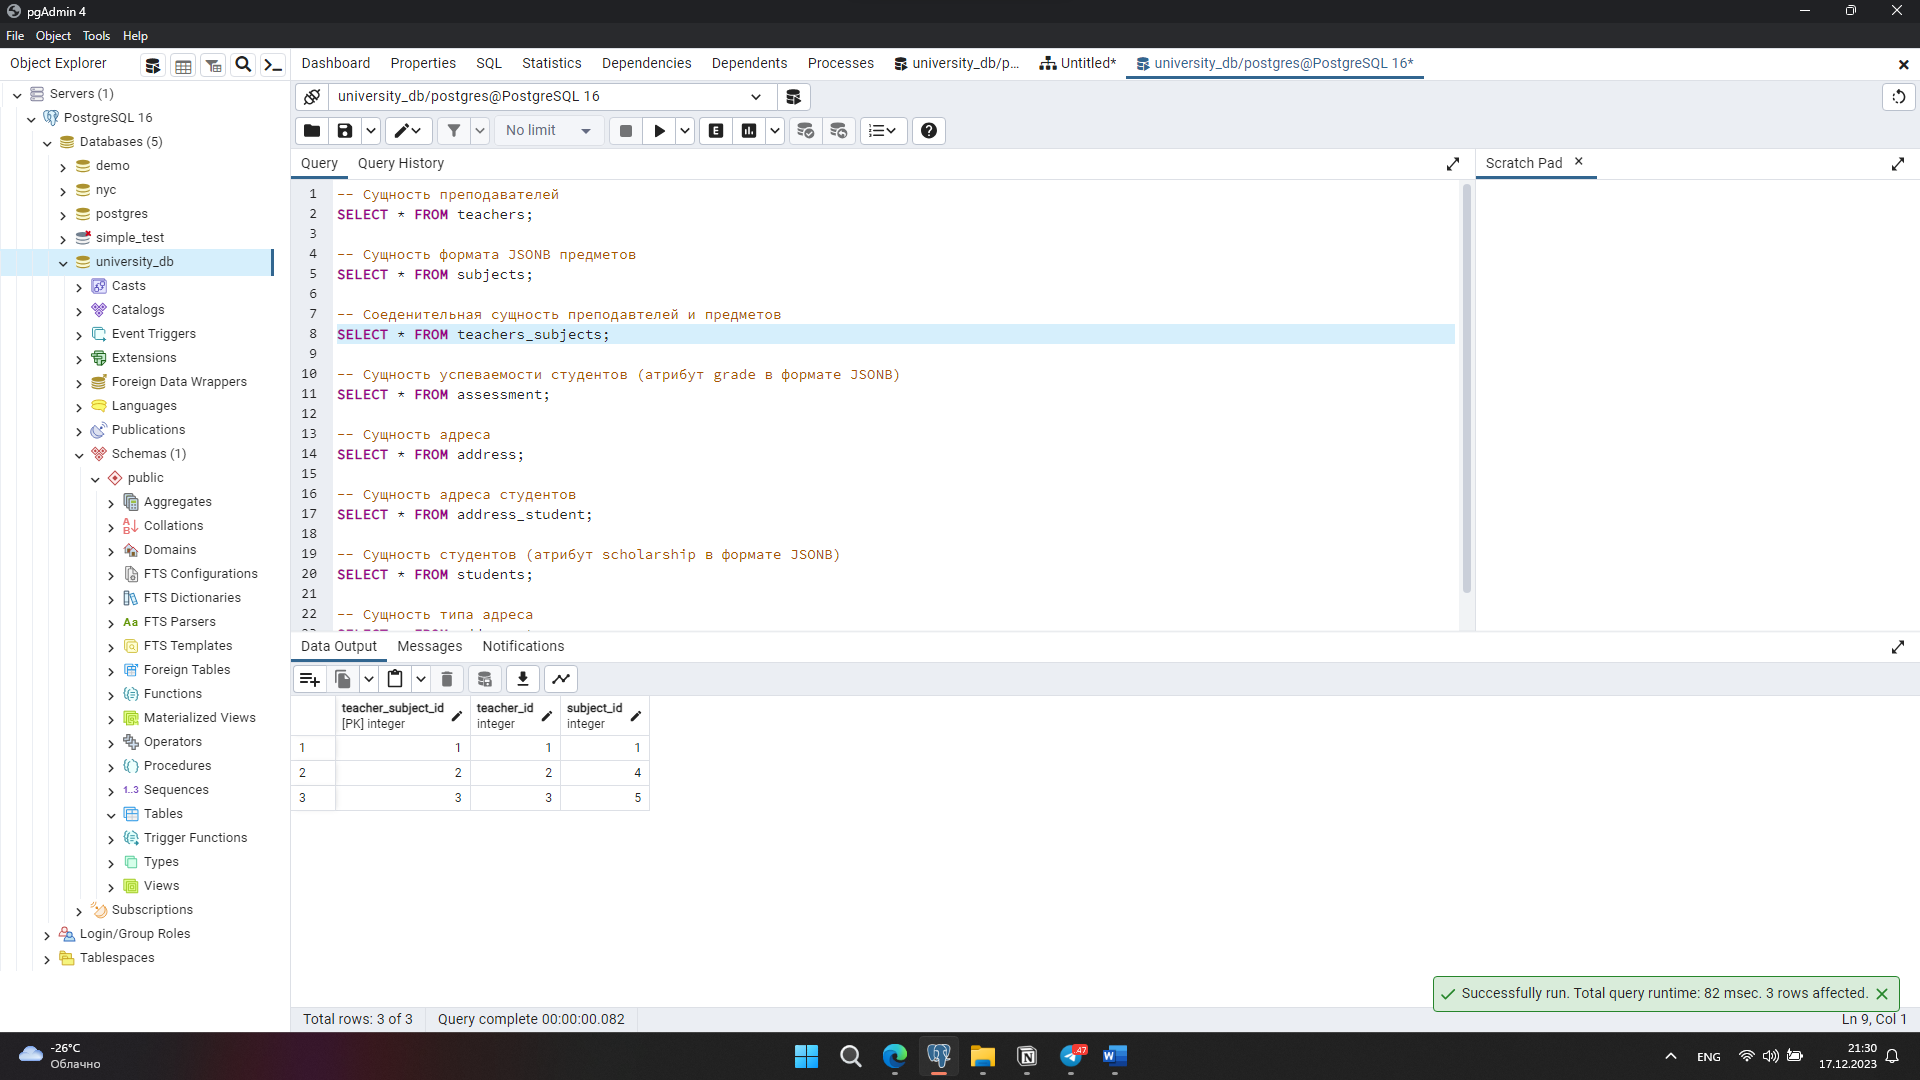 pgAdmin 4
File Object Tools Help
Object Explorer
Dashboard Properties SQL Statistics Dependencies Dependents Processes university_db/p... Untitled* university_db/postgres@PostgreSQL 16*
Servers (1)
PostgreSQL 16
Databases (5)
demo
nyc
postgres
simple_test
university_db
Casts
Catalogs
Event Triggers
Extensions
Foreign Data Wrappers
Languages
Publications
Schemas (1)
public
Aggregates
Collations
Domains
FTS Configurations
FTS Dictionaries
Aa FTS Parsers
FTS Templates
Foreign Tables
Functions
Materialized Views
Operators
Procedures
1..3 Sequences
Tables
Trigger Functions
Types
Views
Subscriptions
Login/Group Roles
Tablespaces
university_db/postgres@PostgreSQL 16
No limit
E
Query Query History
Scratch Pad
1 -- Сущность преподавателей
2 SELECT * FROM teachers;
3
4 -- Сущность формата JSONB предметов
5 SELECT * FROM subjects;
6
7 -- Соеденительная сущность преподавтелей и предметов
8 SELECT * FROM teachers_subjects;
9
10 -- Сущность успеваемости студентов (атрибут grade в формате JSONB)
11 SELECT * FROM assessment;
12
13 -- Сущность адреса
14 SELECT * FROM address;
15
16 -- Сущность адреса студентов
17 SELECT * FROM address_student;
18
19 -- Сущность студентов (атрибут scholarship в формате JSONB)
20 SELECT * FROM students;
21
22 -- Сущность типа адреса
Data Output Messages Notifications
teacher_subject_id teacher_id subject_id
[PK] integer integer integer
1 1 1 1
2 2 2 4
3 3 3 5
Successfully run. Total query runtime: 82 msec. 3 rows affected.
Total rows: 3 of 3 Query complete 00:00:00.082
Ln 9, Col 1
-26°C
Облачно
47
ENG
21:30
17.12.2023